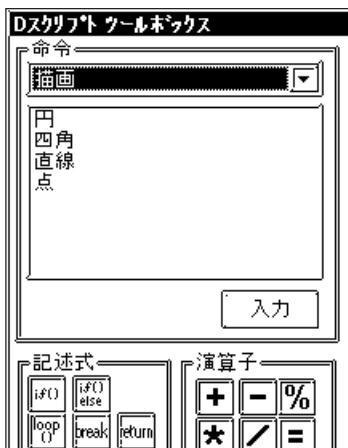 Dｽｸﾘﾌﾟﾄ ﾂｰﾙﾎﾞｯｸｽ
命令
描画
円
四角
直線
点
入力
記述式
演算子
if()
if() else
+ - %
loop () break return
* / =